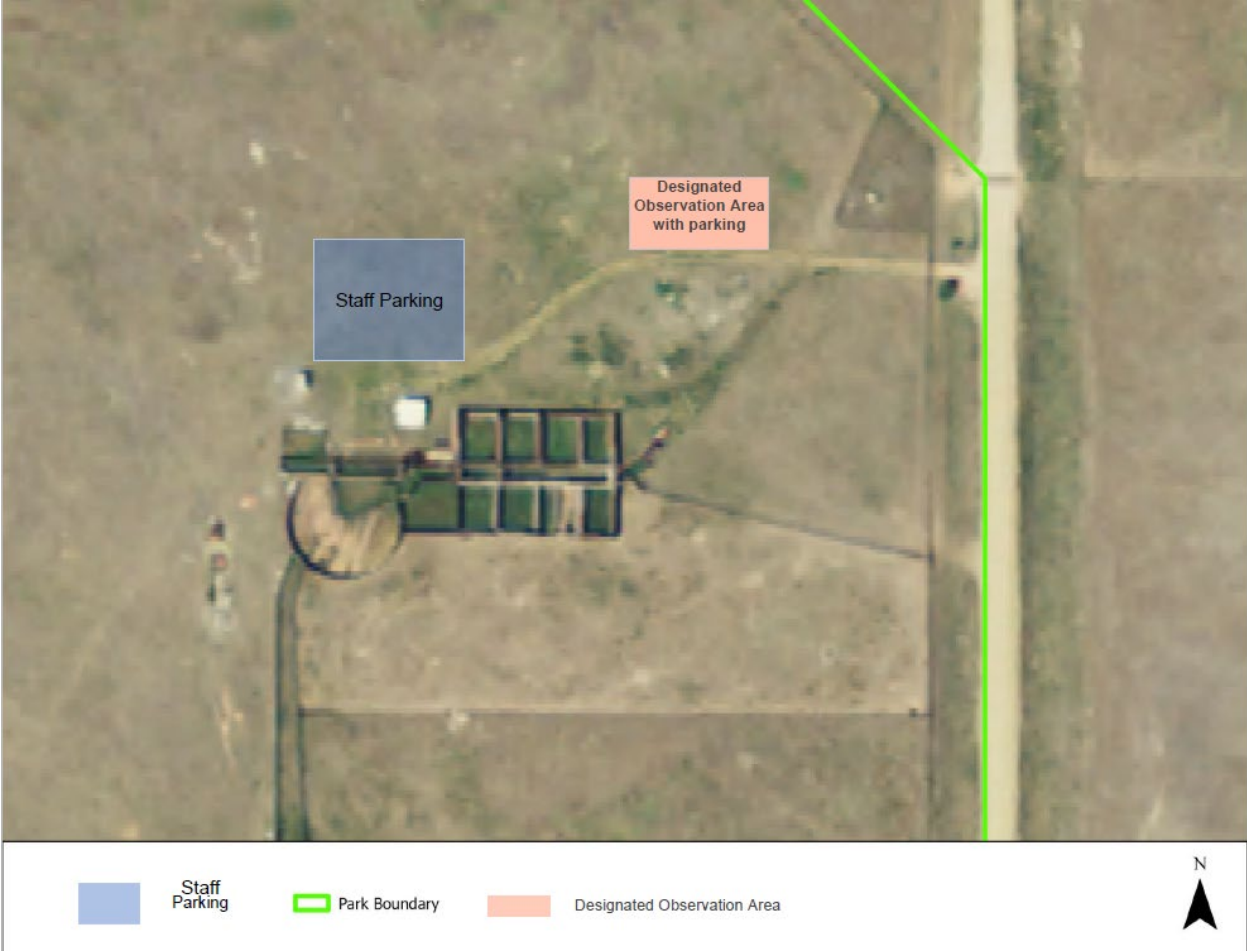 Designated
Observation Area
with parking
Staff Parking
N
Staff
Parking
Park Boundary
Designated Observation Area